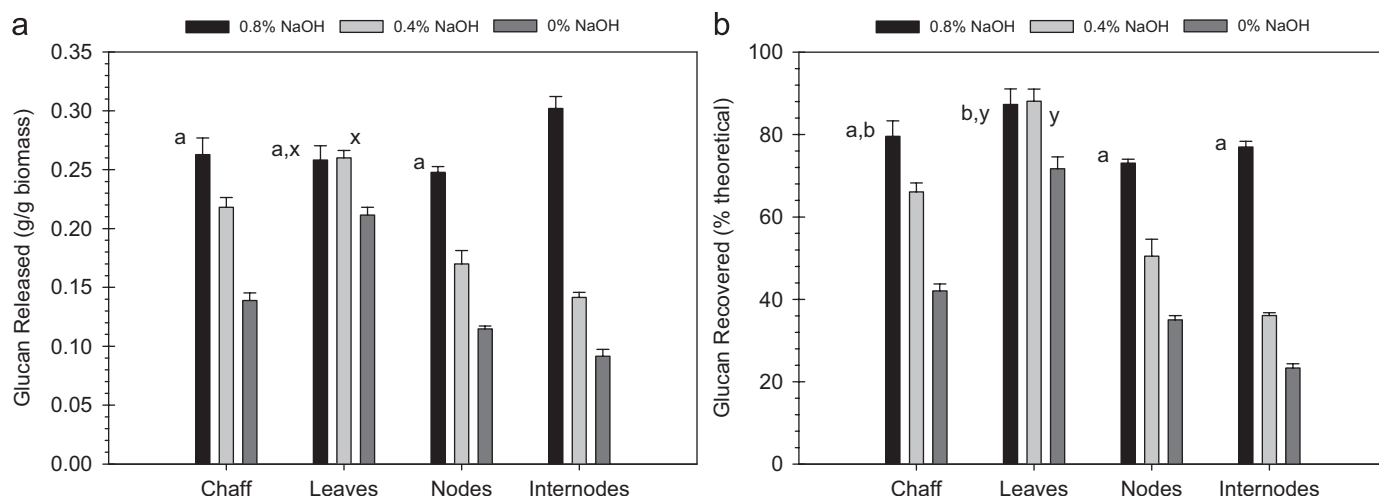 a
0.8% NaOH 0.4% NaOH 0% NaOH
Glucan Released (g/g biomass)
0.35
0.30
0.25
0.20
0.15
0.10
0.05
0.00
a
a,x
x
a
Chaff Leaves Nodes Internodes
b
0.8% NaOH 0.4% NaOH 0% NaOH
Glucan Recovered (% theoretical)
100
80
60
40
20
0
a,b
b,y
y
a
a
Chaff Leaves Nodes Internodes